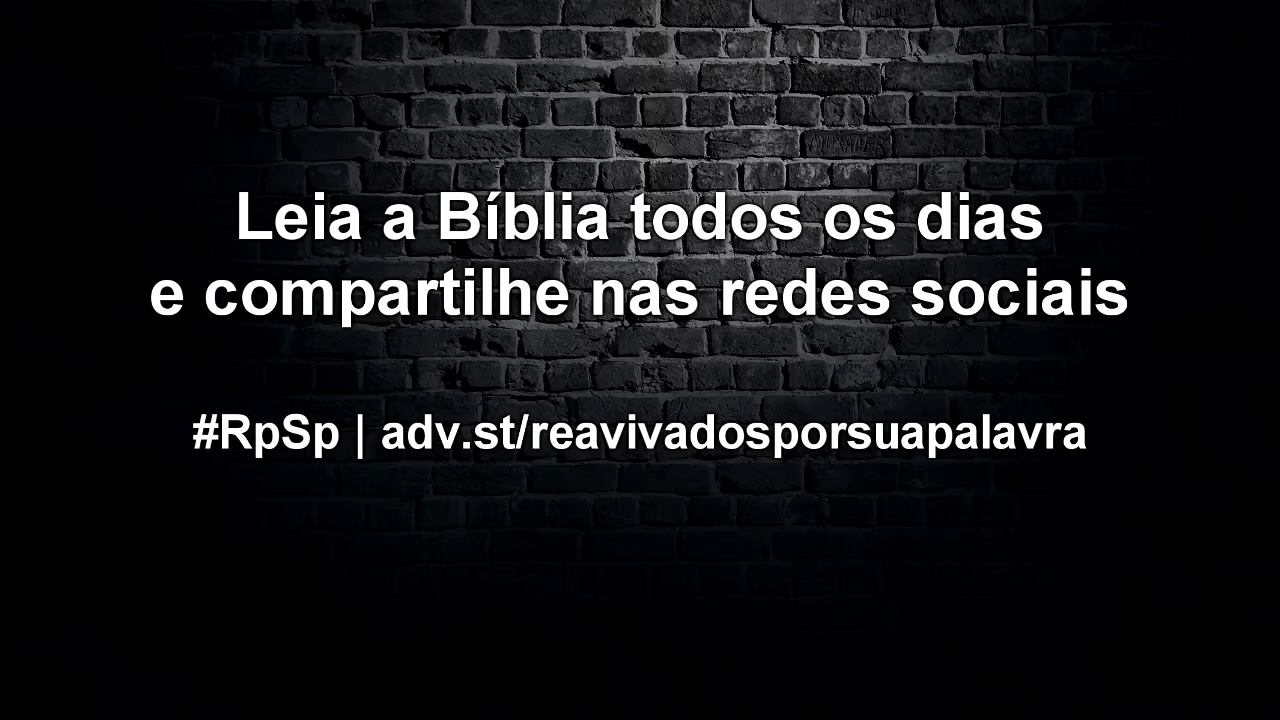 Leia a Bíblia todos os dias
e compartilhe nas redes sociais
#RpSp | adv.st/reavivadosporsuapalavra